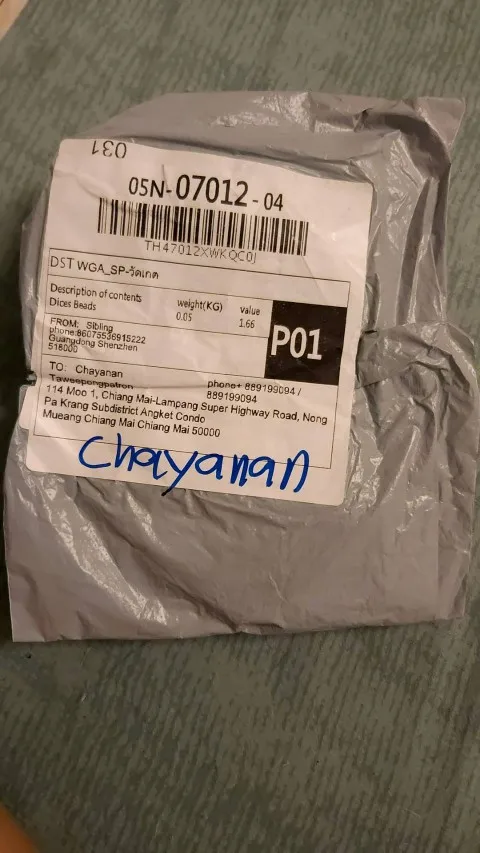 031
05N-07012-04
TH47012XWKQC0J
DST WGA_SP-วัดเกต
Description of contents weight(KG) value
Dices Beads 0.05 1.66
P01
FROM: Sibling
phone:86075536915222
Guangdong Shenzhen
518000
TO: Chayanan
Taweepongpatron phone+ 889199094 /
889199094
114 Moo 1, Chiang Mai-Lampang Super Highway Road, Nong
Pa Krang Subdistrict Angket Condo
Mueang Chiang Mai Chiang Mai 50000
Chayanan